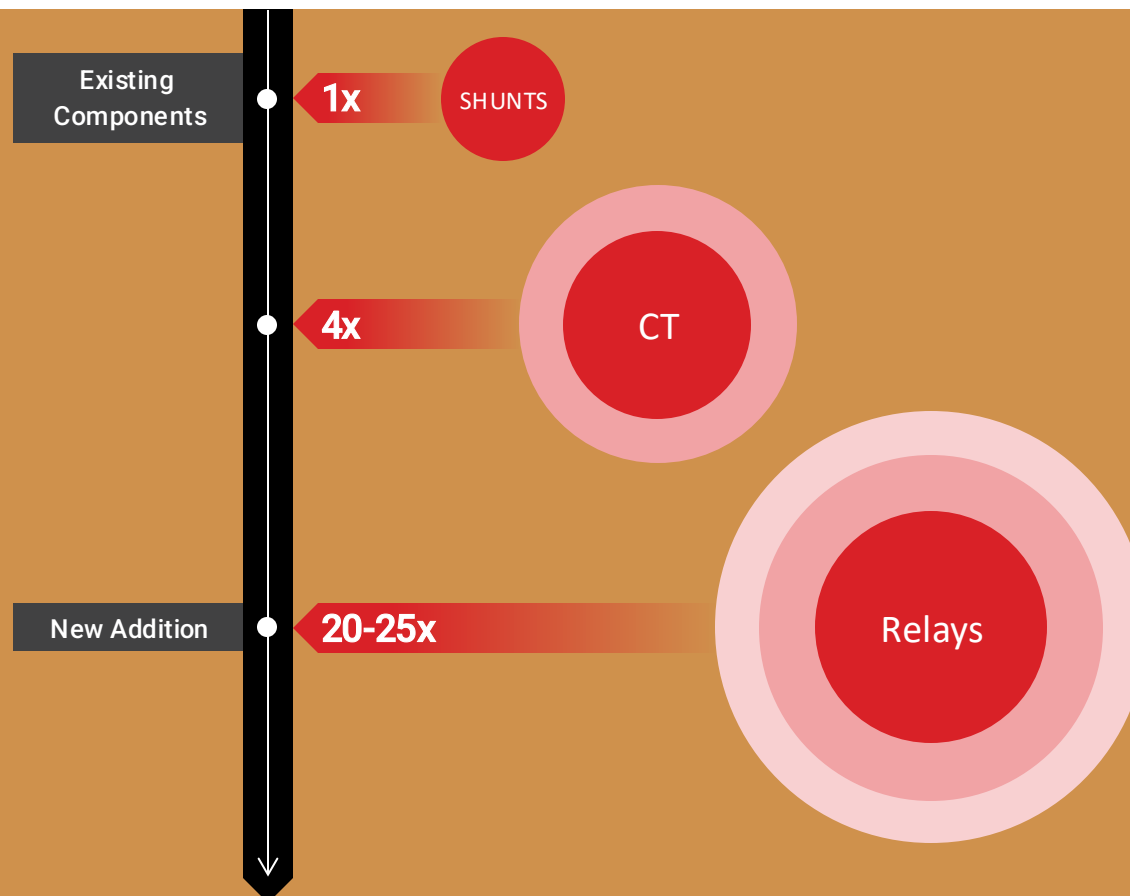 Existing
Components
1x
SHUNTS
4x
CT
New Addition
20-25x
Relays